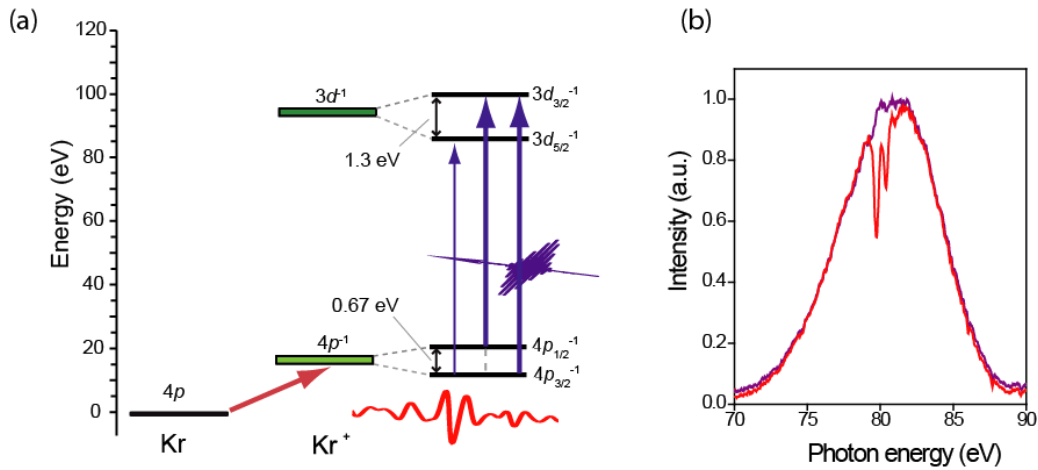 (a)
Energy (eV)
120
100
80
60
40
20
0
4p
Kr
3d⁻¹
4p⁻¹
Kr⁺
3d₃/₂⁻¹
3d₅/₂⁻¹
1.3 eV
0.67 eV
4p₁/₂⁻¹
4p₃/₂⁻¹
(b)
Intensity (a.u.)
1.0
0.8
0.6
0.4
0.2
0.0
70 75 80 85 90
Photon energy (eV)